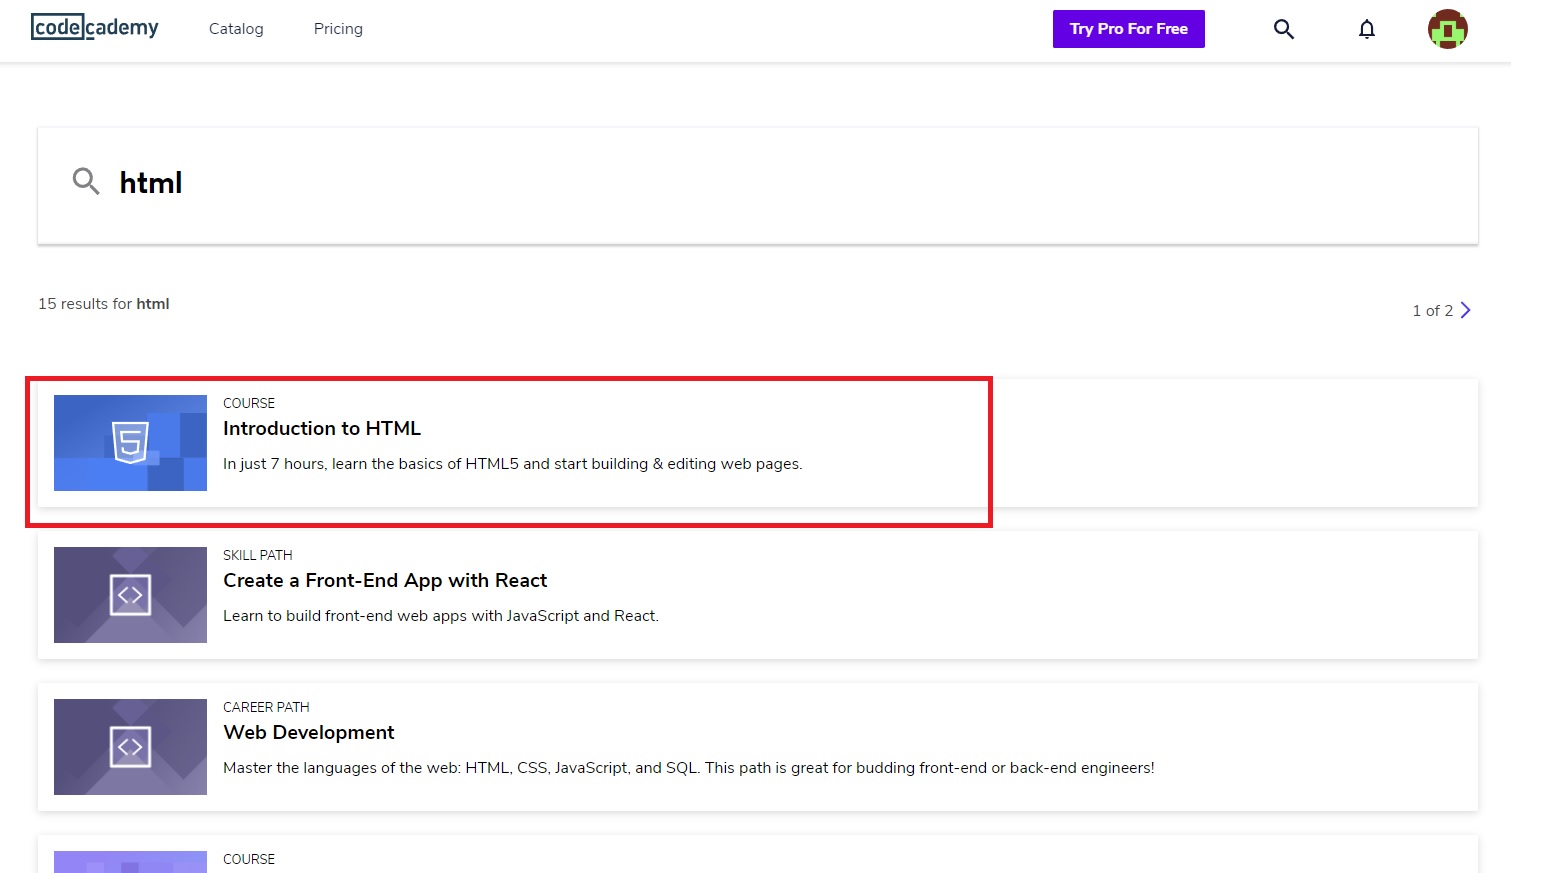 codecademy
Catalog
Pricing
Try Pro For Free
html
15 results for html
1 of 2
COURSE
Introduction to HTML
In just 7 hours, learn the basics of HTML5 and start building & editing web pages.
SKILL PATH
Create a Front-End App with React
Learn to build front-end web apps with JavaScript and React.
CAREER PATH
Web Development
Master the languages of the web: HTML, CSS, JavaScript, and SQL. This path is great for budding front-end or back-end engineers!
COURSE